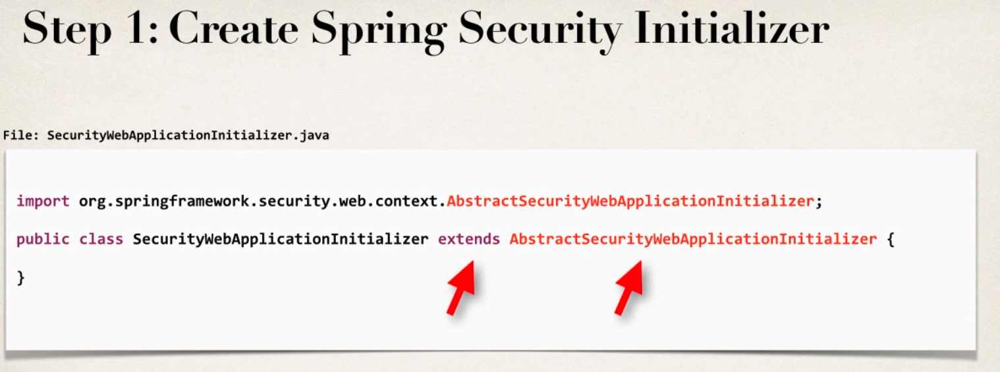 Step 1: Create Spring Security Initializer
File: SecurityWebApplicationInitializer.java
import org.springframework.security.web.context.AbstractSecurityWebApplicationInitializer;
public class SecurityWebApplicationInitializer extends AbstractSecurityWebApplicationInitializer {
}